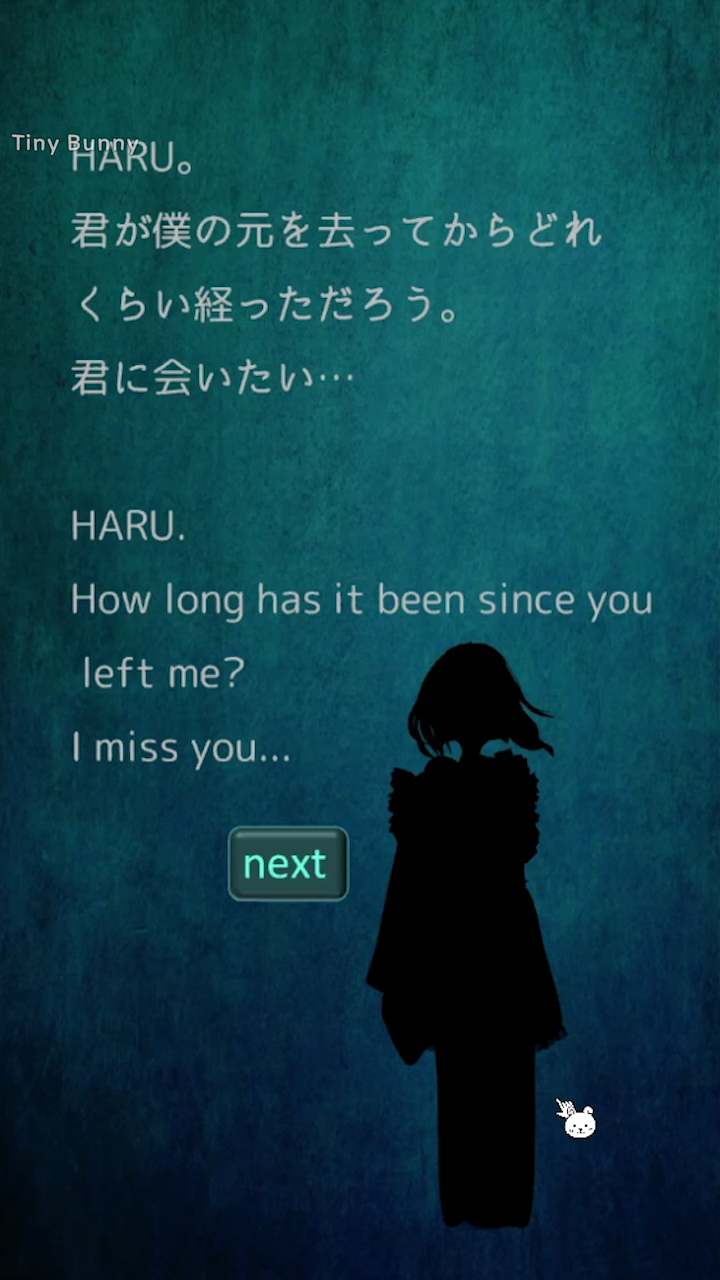 Tiny Bunny
HARU。
君が僕の元を去ってからどれ
くらい経っただろう。
君に会いたい…
HARU.
How long has it been since you
left me?
I miss you...
next